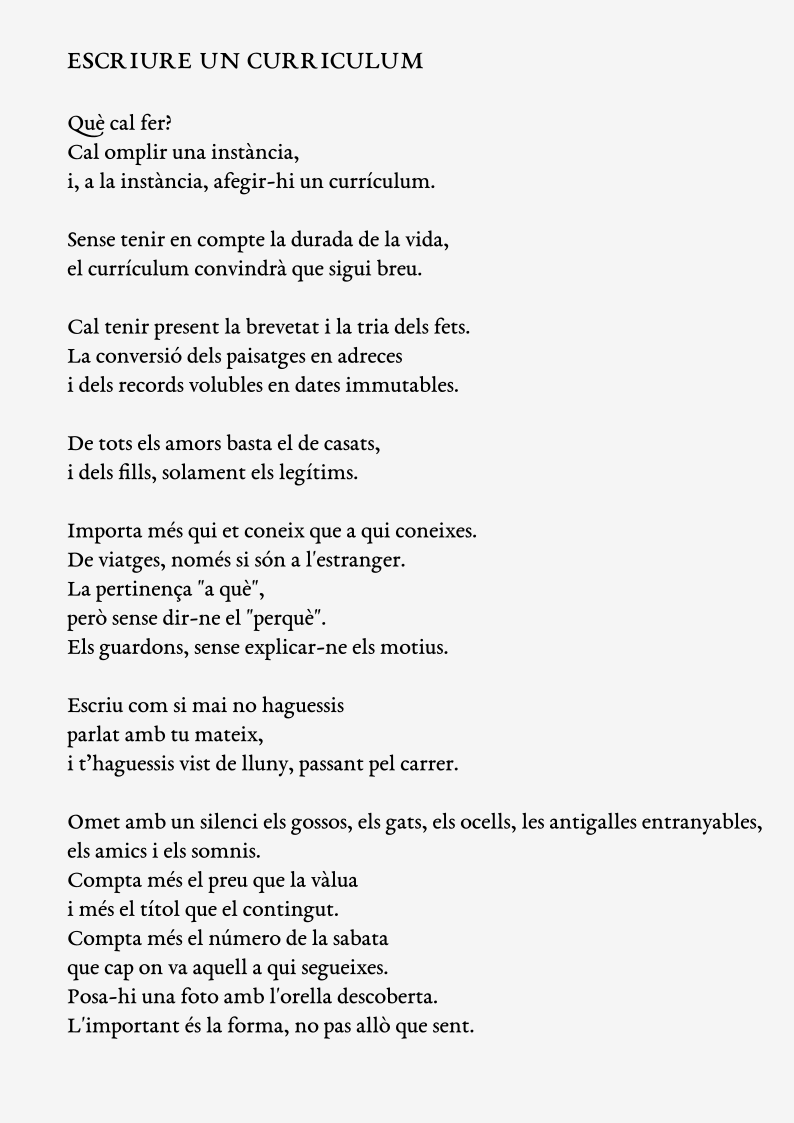 ESCRIURE UN CURRICULUM
Què cal fer?
Cal omplir una instància,
i, a la instància, afegir-hi un currículum.
Sense tenir en compte la durada de la vida,
el currículum convindrà que sigui breu.
Cal tenir present la brevetat i la tria dels fets.
La conversió dels paisatges en adreces
i dels records volubles en dates immutables.
De tots els amors basta el de casats,
i dels fills, solament els legítims.
Importa més qui et coneix que a qui coneixes.
De viatges, només si són a l'estranger.
La pertinença "a què",
però sense dir-ne el "perquè".
Els guardons, sense explicar-ne els motius.
Escriu com si mai no haguessis
parlat amb tu mateix,
i t’haguessis vist de lluny, passant pel carrer.
Omet amb un silenci els gossos, els gats, els ocells, les antigalles entranyables,
els amics i els somnis.
Compta més el preu que la vàlua
i més el títol que el contingut.
Compta més el número de la sabata
que cap on va aquell a qui segueixes.
Posa-hi una foto amb l'orella descoberta.
L'important és la forma, no pas allò que sent.